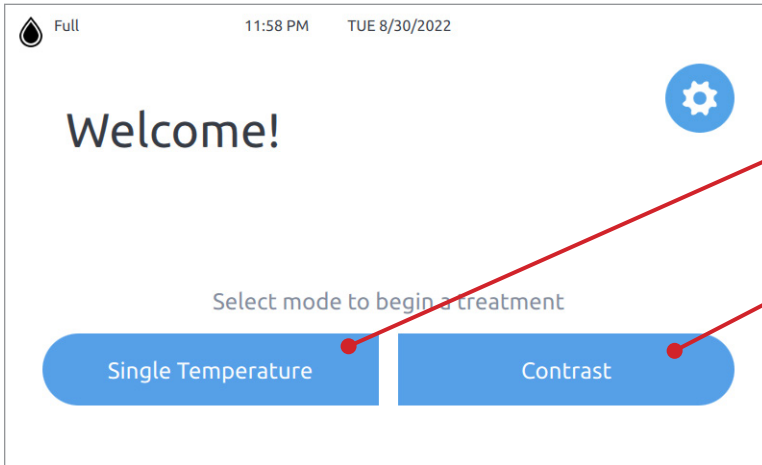 Full 11:58 PM TUE 8/30/2022
Welcome!
Select mode to begin a treatment
Single Temperature Contrast